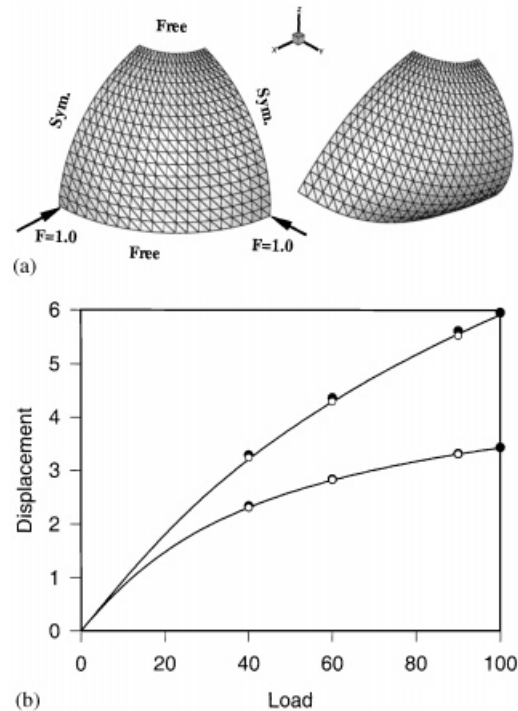 Free
Z
X
Y
Sym.
Sym.
F=1.0
F=1.0
Free
(a)
6
5
4
3
2
1
0
Displacement
0 20 40 60 80 100
Load
(b)